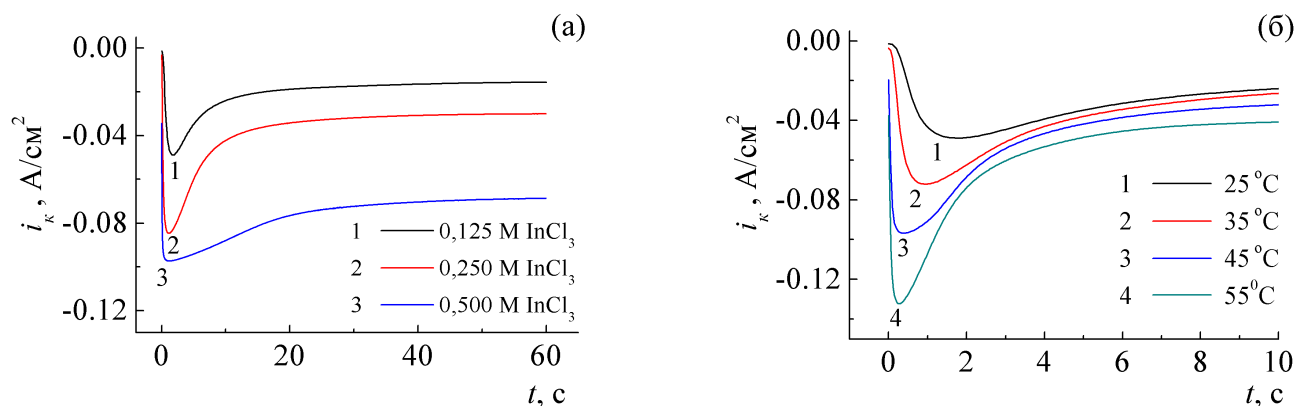 (а)
0.00
-0.04
-0.08
-0.12
iк , А/см²
1
2
3
1 0,125 М InCl₃
2 0,250 М InCl₃
3 0,500 М InCl₃
0 20 40 60
t, с
(б)
0.00
-0.04
-0.08
-0.12
iк , А/см²
1
2
3
4
1 25 °С
2 35 °С
3 45 °С
4 55⁰С
0 2 4 6 8 10
t, с